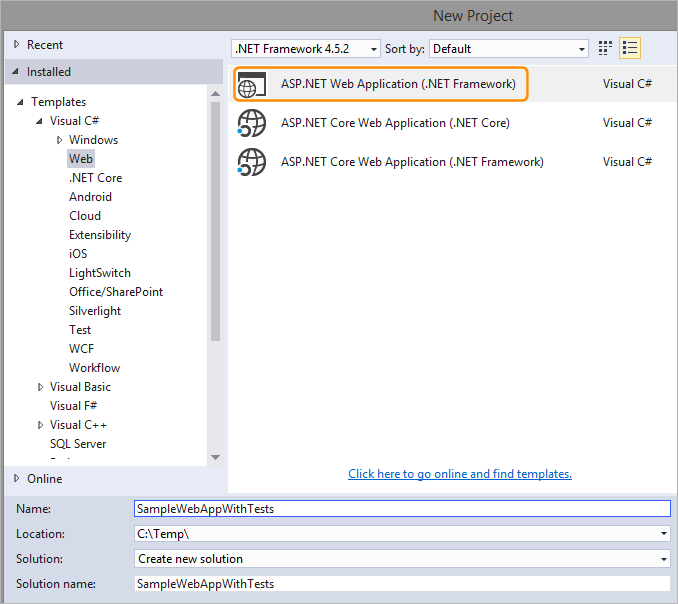 New Project
Recent
Installed
Templates
Visual C#
Windows
Web
.NET Core
Android
Cloud
Extensibility
iOS
LightSwitch
Office/SharePoint
Silverlight
Test
WCF
Workflow
Visual Basic
Visual F#
Visual C++
SQL Server
Online
.NET Framework 4.5.2 Sort by: Default
ASP.NET Web Application (.NET Framework) Visual C#
ASP.NET Core Web Application (.NET Core) Visual C#
ASP.NET Core Web Application (.NET Framework) Visual C#
Click here to go online and find templates.
Name: SampleWebAppWithTests
Location: C:\Temp\
Solution: Create new solution
Solution name: SampleWebAppWithTests